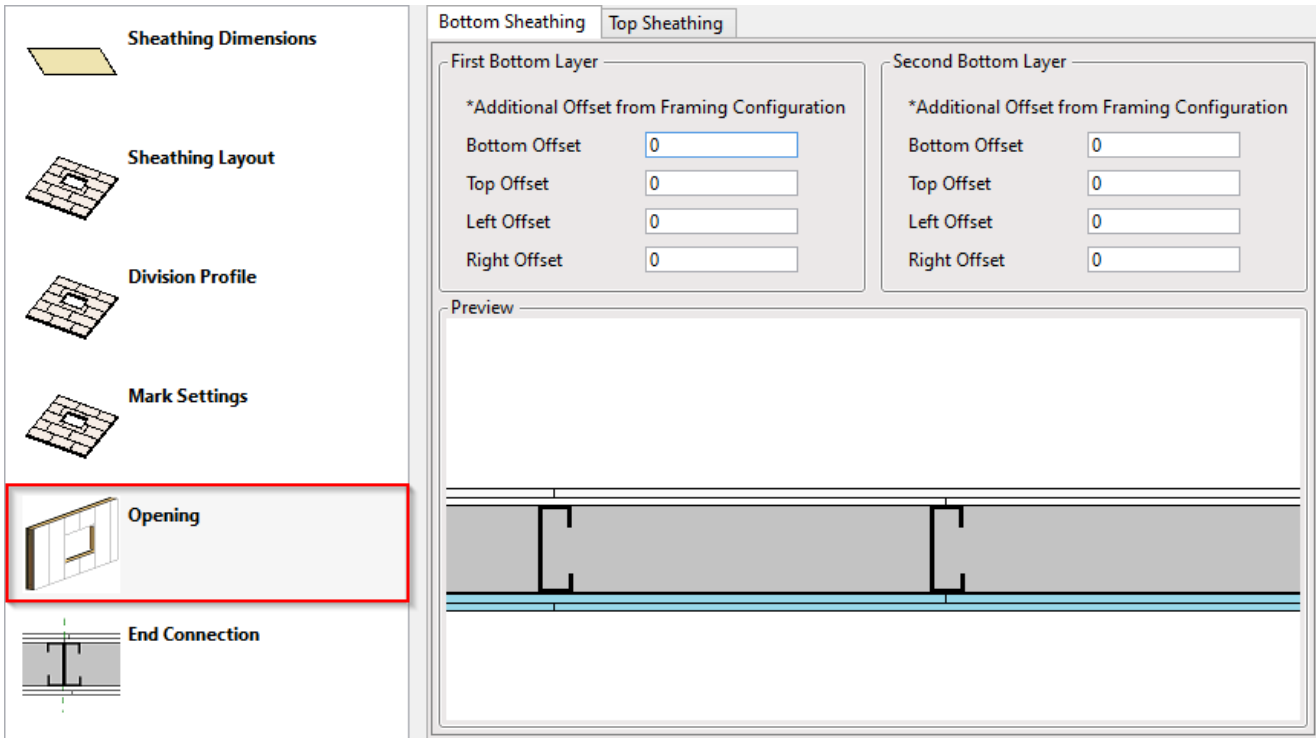 Sheathing Dimensions
Sheathing Layout
Division Profile
Mark Settings
Opening
End Connection
Bottom Sheathing Top Sheathing
First Bottom Layer
*Additional Offset from Framing Configuration
Bottom Offset 0
Top Offset 0
Left Offset 0
Right Offset 0
Second Bottom Layer
*Additional Offset from Framing Configuration
Bottom Offset 0
Top Offset 0
Left Offset 0
Right Offset 0
Preview